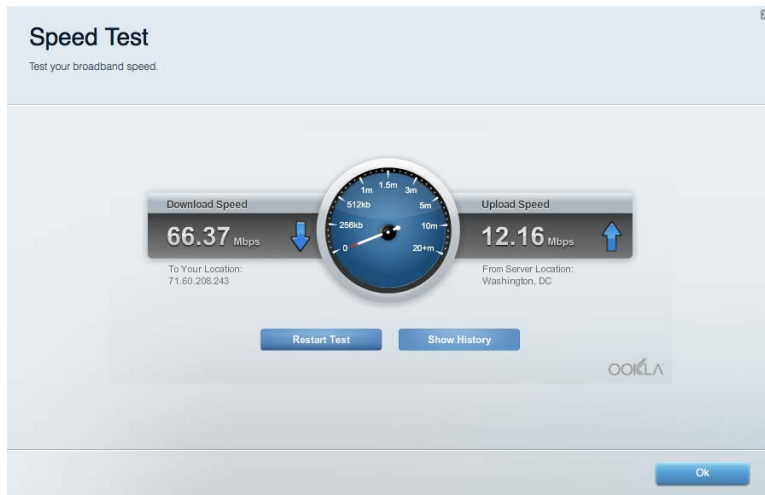 Speed Test
Test your broadband speed.
Download Speed
66.37 Mbps
To Your Location:
71.60.208.243
0
256kb
512kb
1m
1.5m
3m
5m
10m
20+m
Upload Speed
12.16 Mbps
From Server Location:
Washington, DC
Restart Test
Show History
OOKLA
Ok